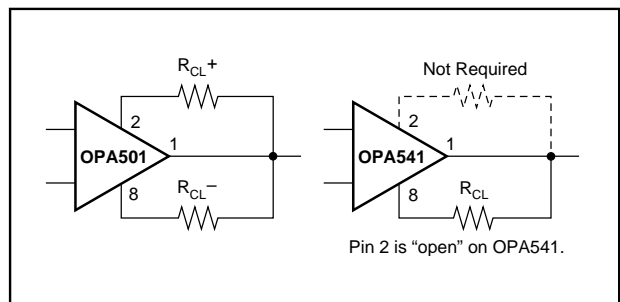 R_CL+
2
OPA501
1
8
R_CL–
Not Required
2
OPA541
1
8
R_CL
Pin 2 is “open” on OPA541.